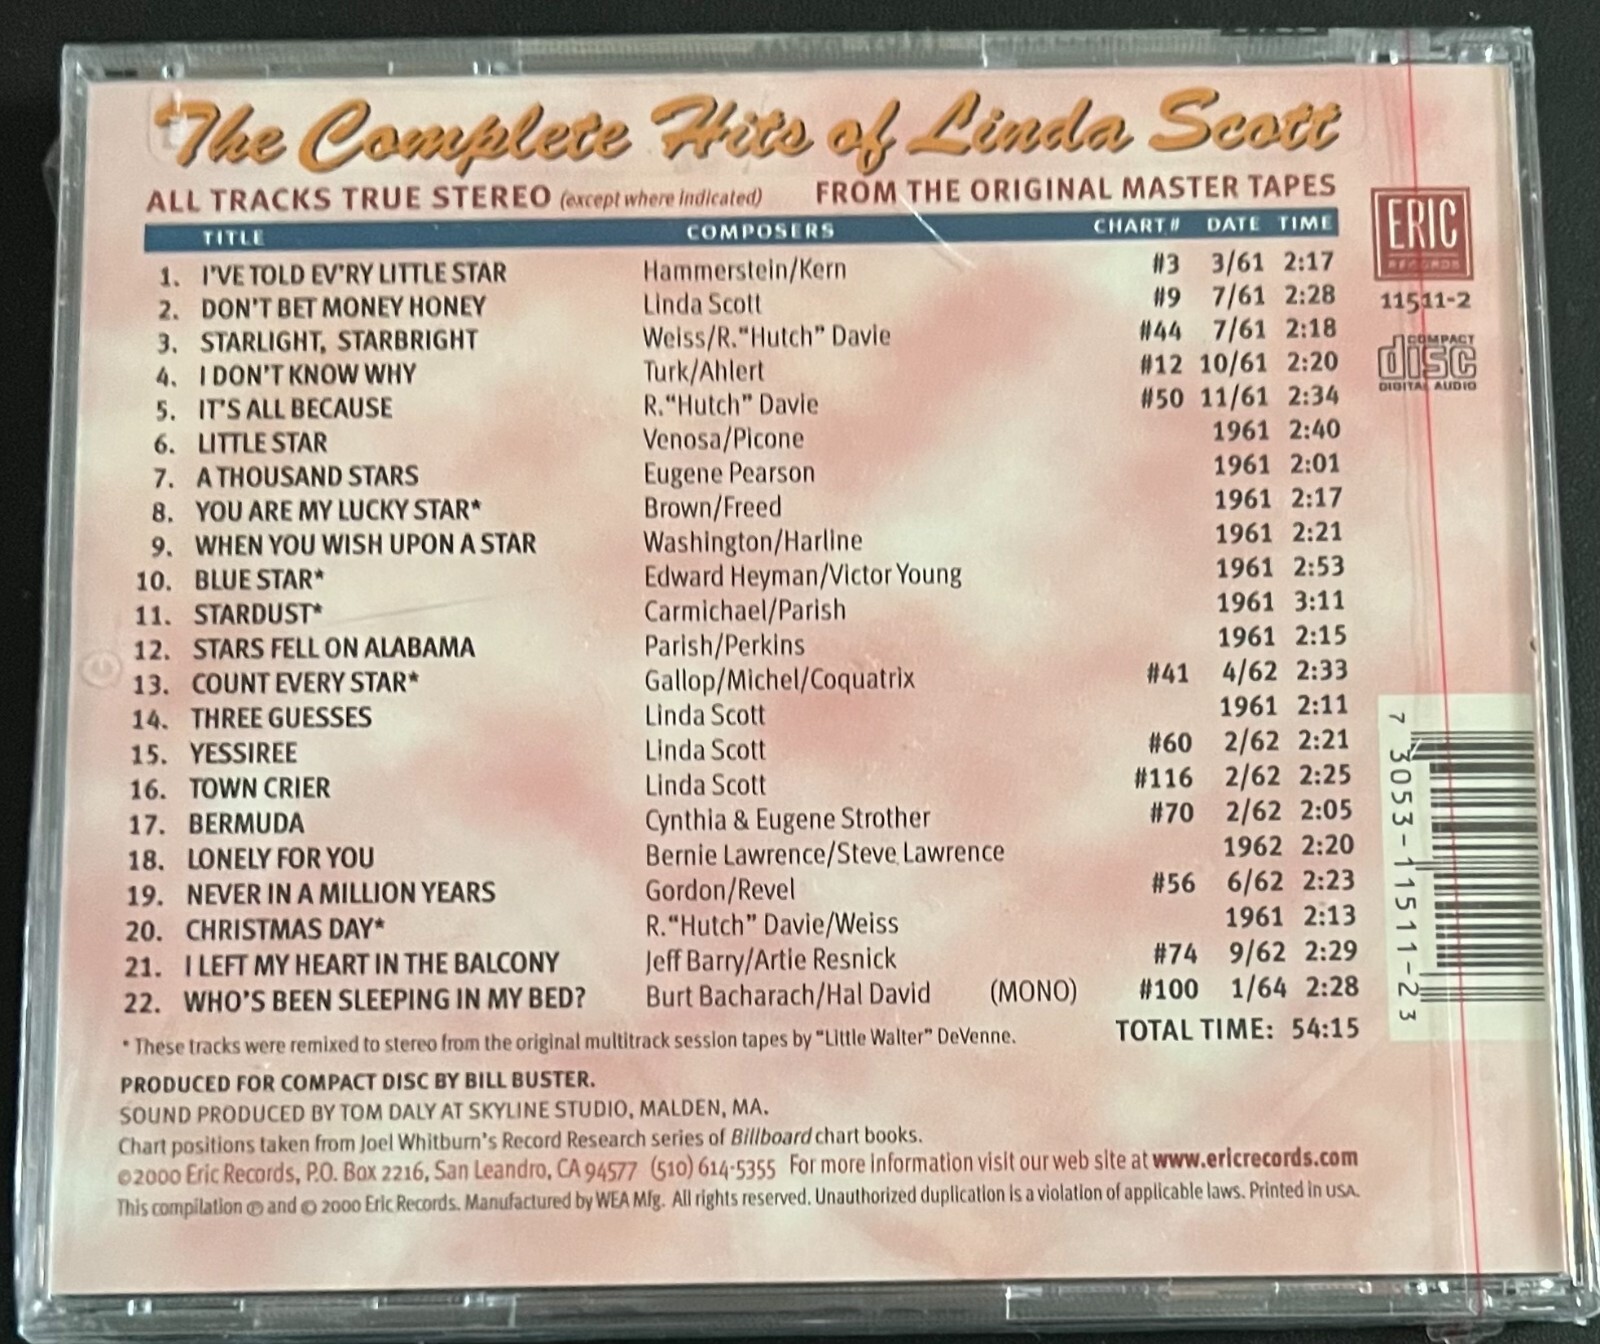 The Complete Hits of Linda Scott
ALL TRACKS TRUE STEREO (except where indicated) FROM THE ORIGINAL MASTER TAPES
TITLE COMPOSERS CHART# DATE TIME
1. I'VE TOLD EV'RY LITTLE STAR Hammerstein/Kern #3 3/61 2:17
2. DON'T BET MONEY HONEY Linda Scott #9 7/61 2:28
3. STARLIGHT, STARBRIGHT Weiss/R."Hutch" Davie #44 7/61 2:18
4. I DON'T KNOW WHY Turk/Ahlert #12 10/61 2:20
5. IT'S ALL BECAUSE R."Hutch" Davie #50 11/61 2:34
6. LITTLE STAR Venosa/Picone 1961 2:40
7. A THOUSAND STARS Eugene Pearson 1961 2:01
8. YOU ARE MY LUCKY STAR* Brown/Freed 1961 2:17
9. WHEN YOU WISH UPON A STAR Washington/Harline 1961 2:21
10. BLUE STAR* Edward Heyman/Victor Young 1961 2:53
11. STARDUST* Carmichael/Parish 1961 3:11
12. STARS FELL ON ALABAMA Parish/Perkins 1961 2:15
13. COUNT EVERY STAR* Gallop/Michel/Coquatrix #41 4/62 2:33
14. THREE GUESSES Linda Scott 1961 2:11
15. YESSIREE Linda Scott #60 2/62 2:21
16. TOWN CRIER Linda Scott #116 2/62 2:25
17. BERMUDA Cynthia & Eugene Strother #70 2/62 2:05
18. LONELY FOR YOU Bernie Lawrence/Steve Lawrence 1962 2:20
19. NEVER IN A MILLION YEARS Gordon/Revel #56 6/62 2:23
20. CHRISTMAS DAY* R."Hutch" Davie/Weiss 1961 2:13
21. I LEFT MY HEART IN THE BALCONY Jeff Barry/Artie Resnick #74 9/62 2:29
22. WHO'S BEEN SLEEPING IN MY BED? Burt Bacharach/Hal David (MONO) #100 1/64 2:28
* These tracks were remixed to stereo from the original multitrack session tapes by "Little Walter" DeVenne. TOTAL TIME: 54:15
PRODUCED FOR COMPACT DISC BY BILL BUSTER.
SOUND PRODUCED BY TOM DALY AT SKYLINE STUDIO, MALDEN, MA.
Chart positions taken from Joel Whitburn's Record Research series of Billboard chart books.
©2000 Eric Records, P.O. Box 2216, San Leandro, CA 94577 (510) 614-5355 For more information visit our web site at www.ericrecords.com
This compilation ℗ and © 2000 Eric Records. Manufactured by WEA Mfg. All rights reserved. Unauthorized duplication is a violation of applicable laws. Printed in USA.
ERIC
RECORDS
11511-2
COMPACT
disc
DIGITAL AUDIO
7 3053-11511-2 3